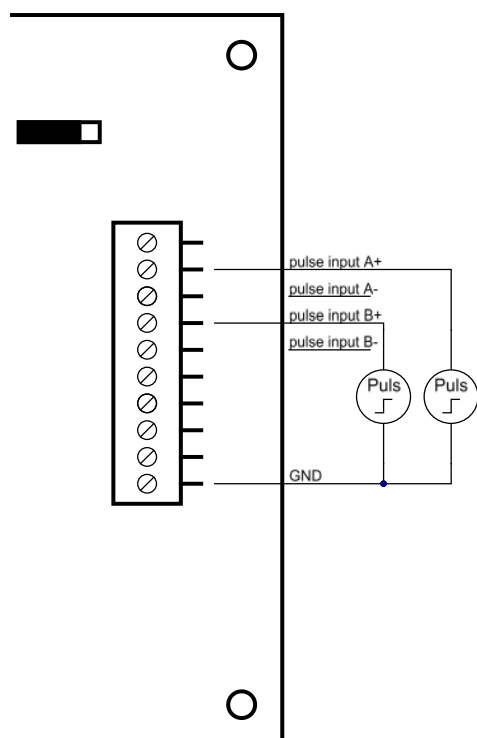 pulse input A+
pulse input A-
pulse input B+
pulse input B-
Puls Puls
GND